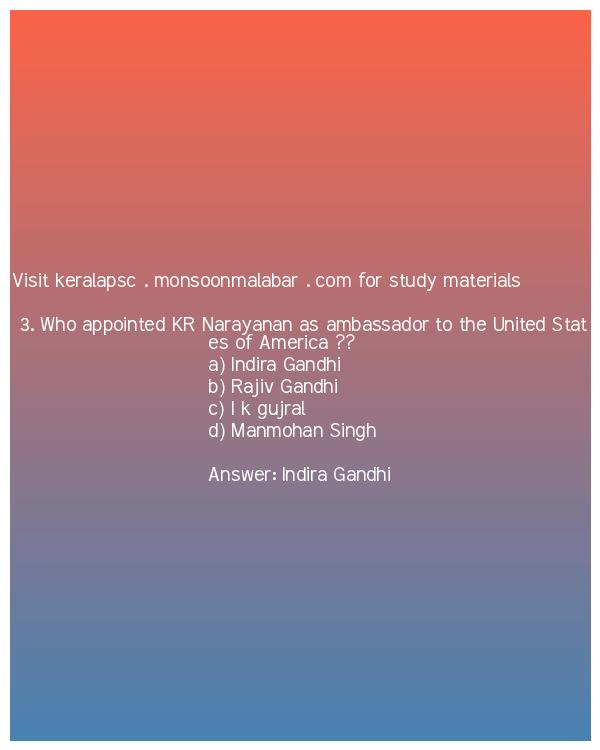 Visit keralapsc . monsoonmalabar . com for study materials
3. Who appointed KR Narayanan as ambassador to the United Stat
es of America ??
a) Indira Gandhi
b) Rajiv Gandhi
c) I k gujral
d) Manmohan Singh
Answer: Indira Gandhi